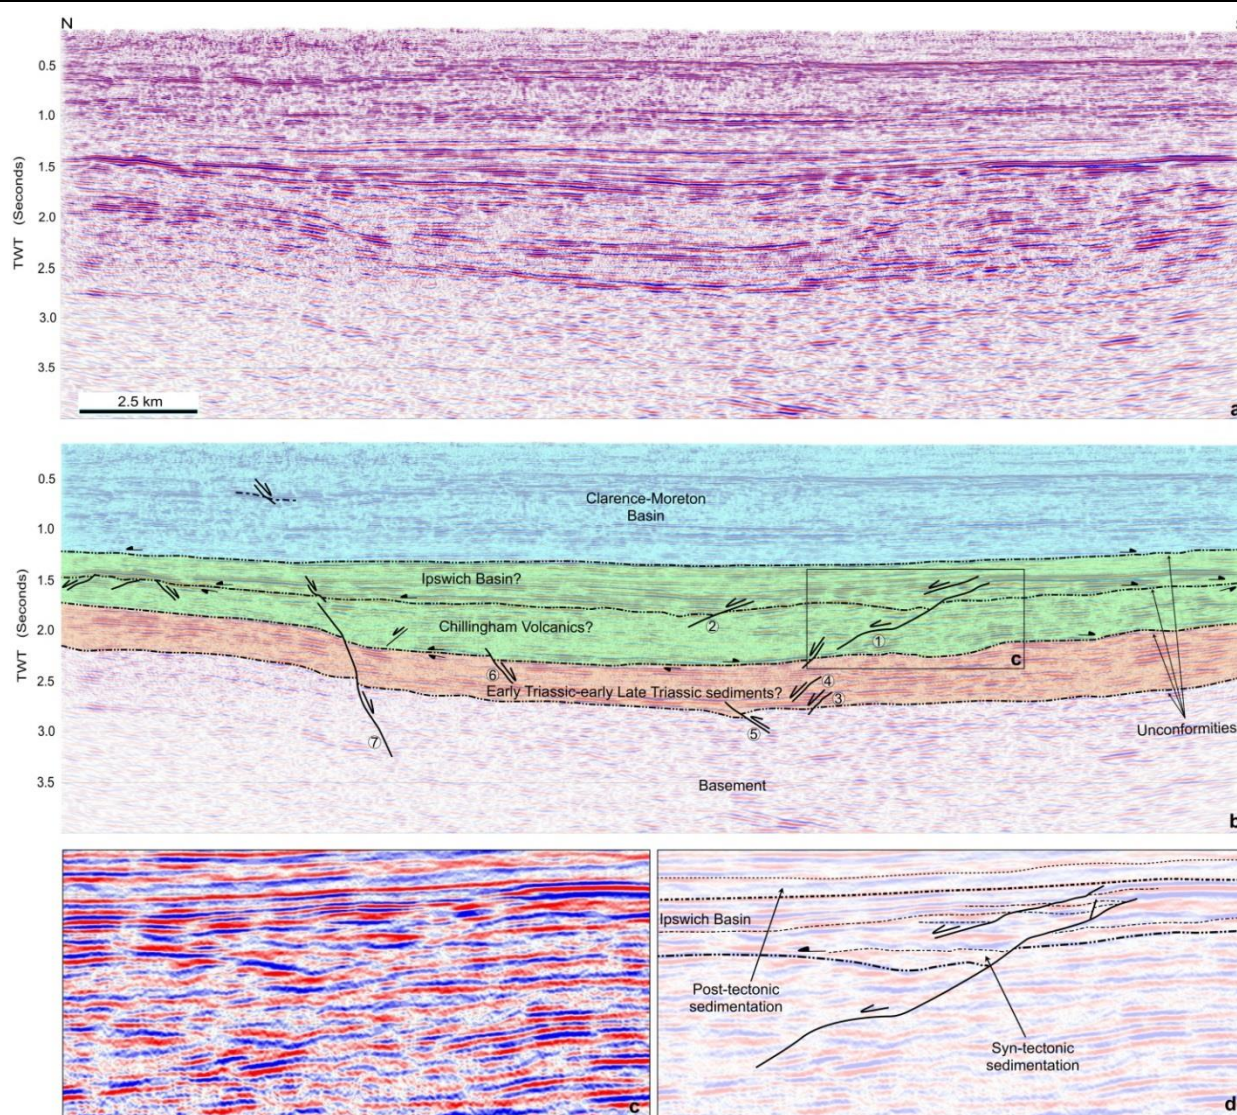 N
0.5
1.0
1.5
2.0
2.5
3.0
3.5
TWT (Seconds)
2.5 km
a
0.5
1.0
1.5
2.0
2.5
3.0
3.5
TWT (Seconds)
Clarence-Moreton
Basin
Ipswich Basin?
Chillingham Volcanics?
Early Triassic-early Late Triassic sediments?
Basement
Unconformities
1
2
3
4
5
6
7
c
b
c
Ipswich Basin
Post-tectonic
sedimentation
Syn-tectonic
sedimentation
d